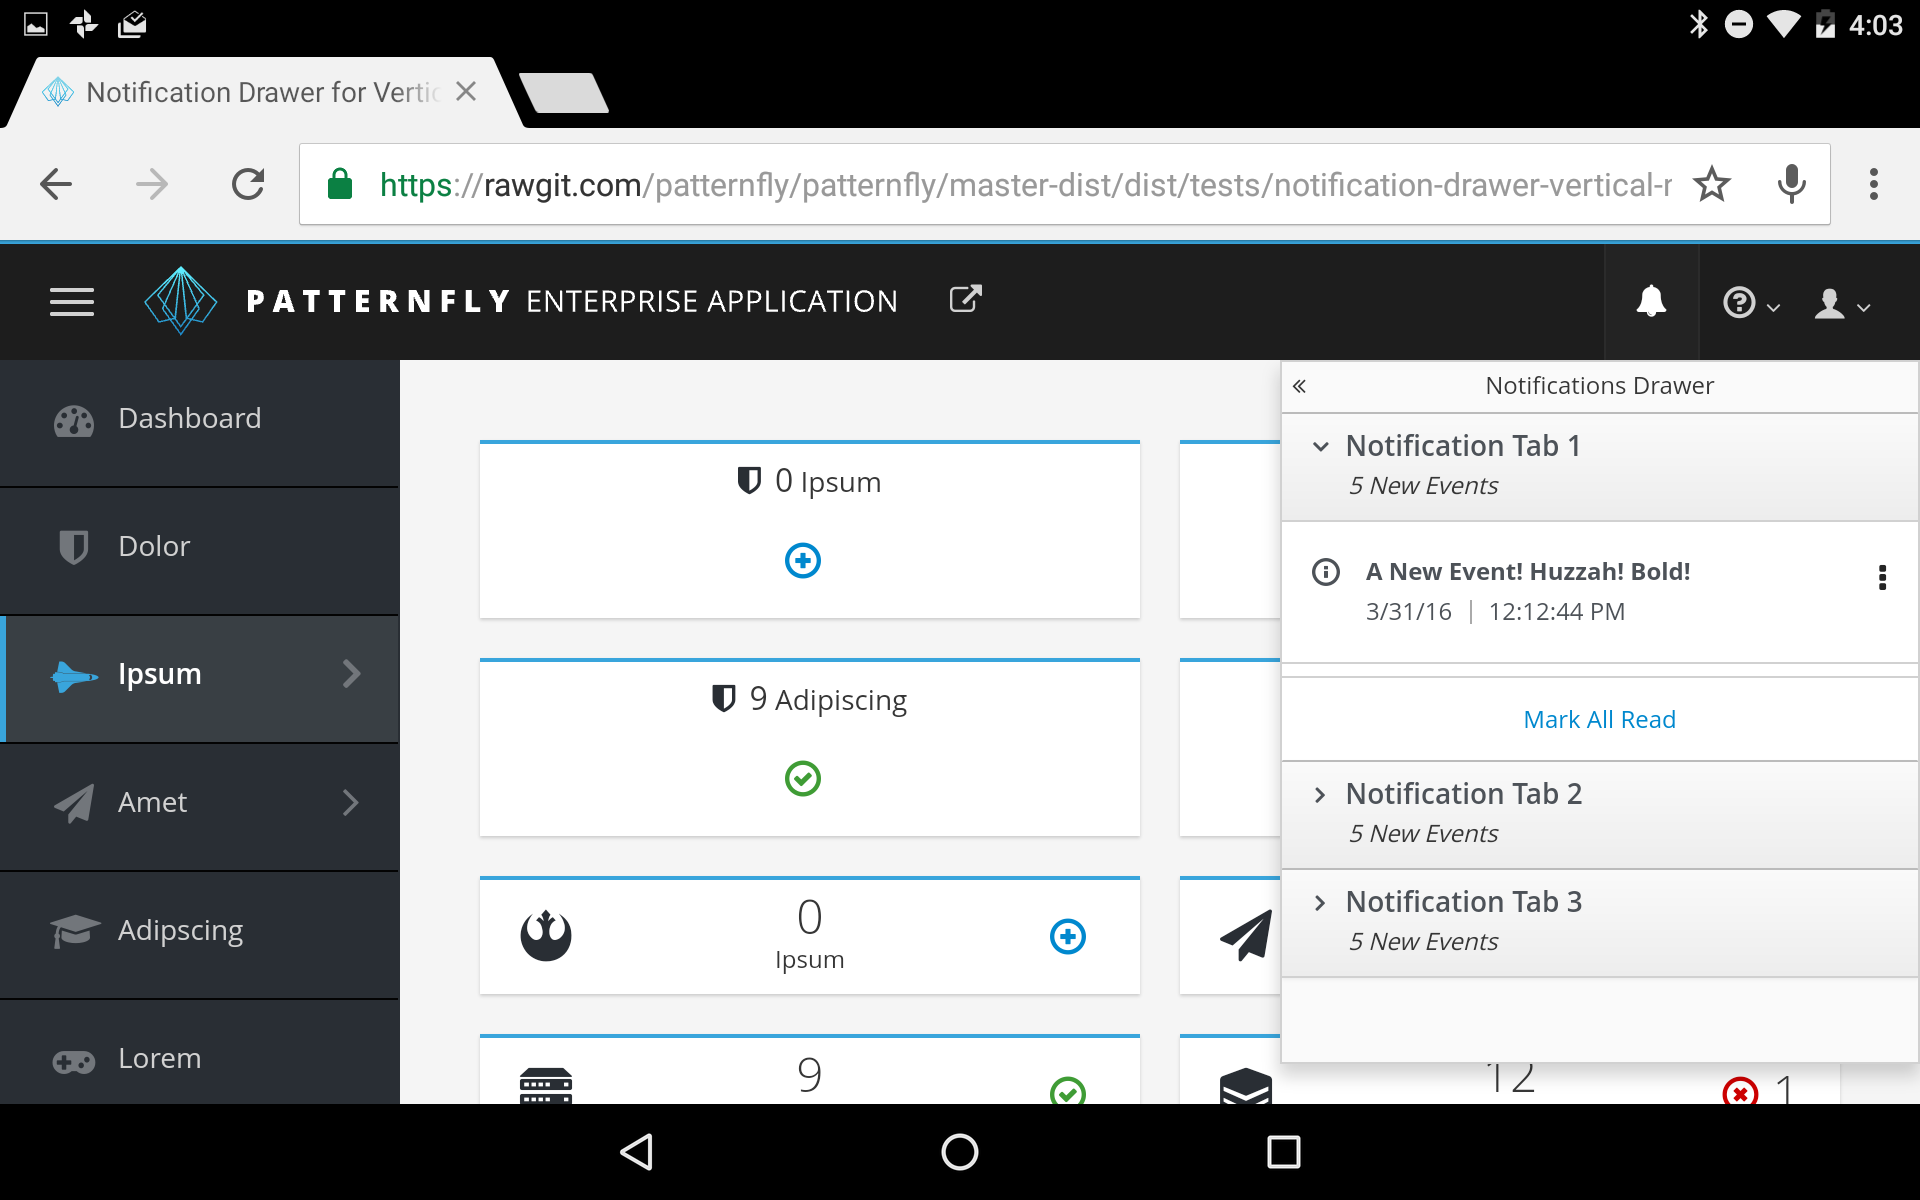 4:03
Notification Drawer for Vertic
https://rawgit.com/patternfly/patternfly/master-dist/dist/tests/notification-drawer-vertical-r
PATTERNFLY ENTERPRISE APPLICATION
Dashboard
Dolor
Ipsum
Amet
Adipscing
Lorem
0 Ipsum
9 Adipiscing
0
Ipsum
9
12
1
Notifications Drawer
Notification Tab 1
5 New Events
A New Event! Huzzah! Bold!
3/31/16 | 12:12:44 PM
Mark All Read
Notification Tab 2
5 New Events
Notification Tab 3
5 New Events